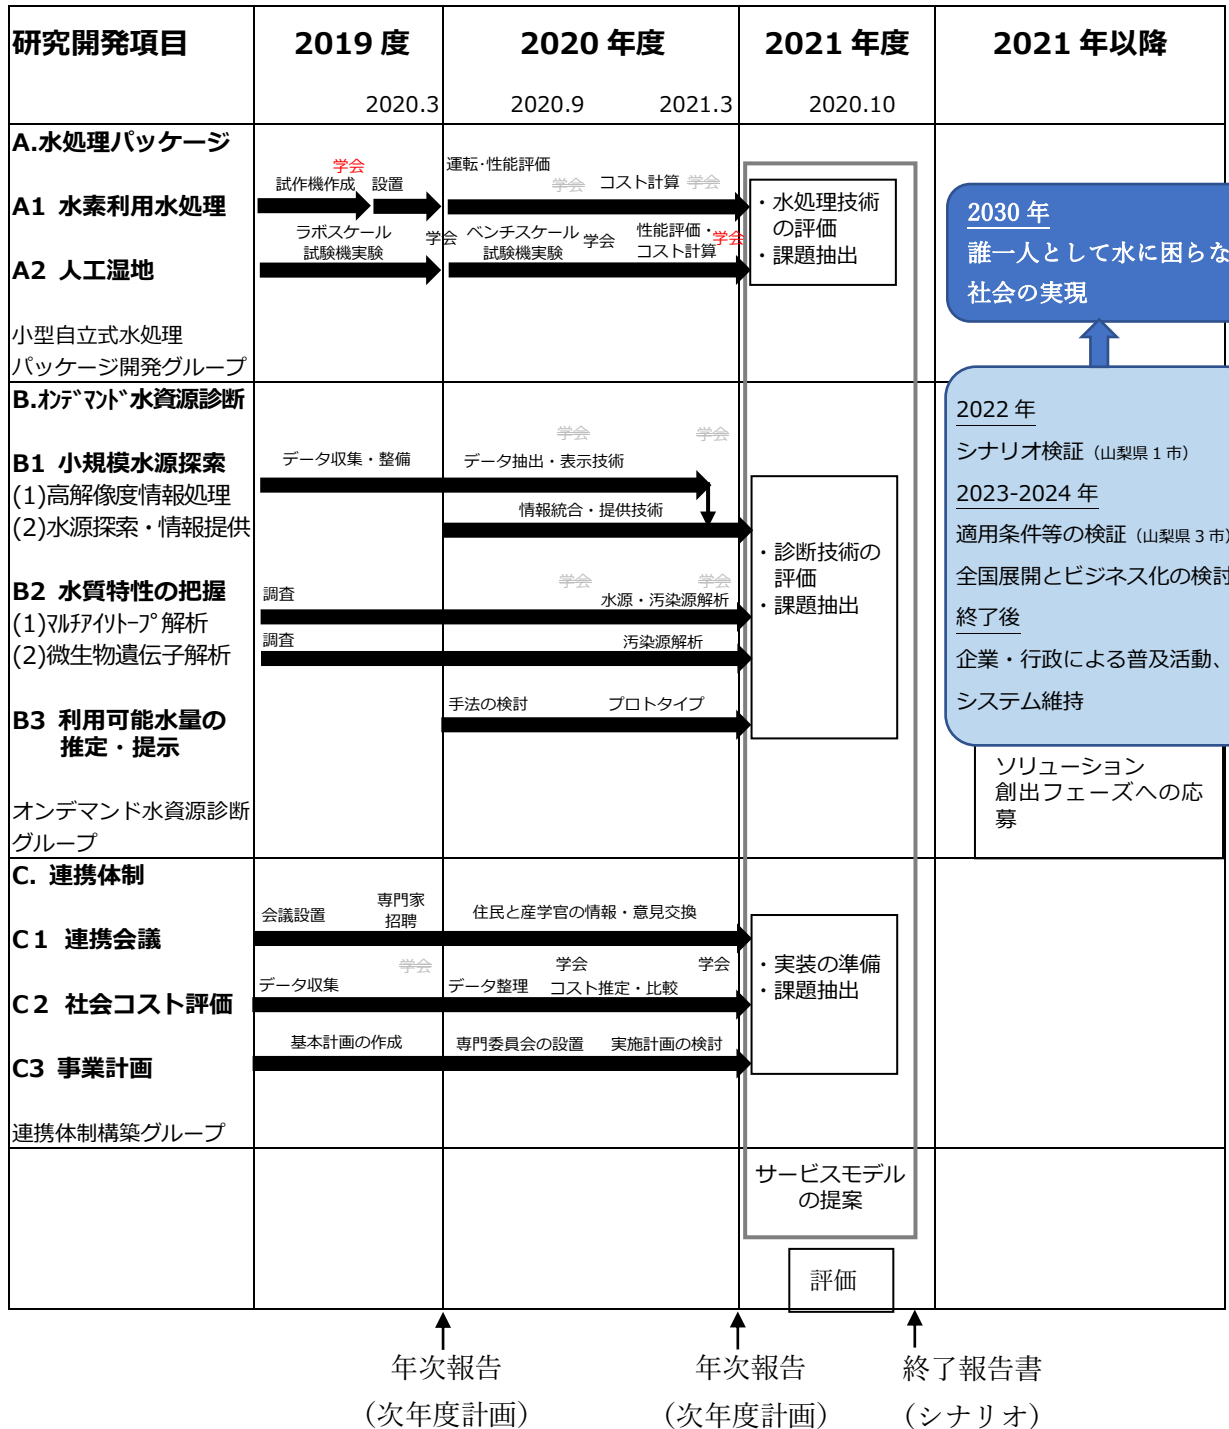 研究開発項目
2019 度
2020 年度
2021 年度
2021 年以降
2020.3
2020.9
2021.3
2020.10
A.水処理パッケージ
学会
試作機作成
設置
運転・性能評価
学会
コスト計算
学会
A1 水素利用水処理
ラボスケール
試験機実験
学会
ベンチスケール
試験機実験
学会
性能評価・
コスト計算
学会
A2 人工湿地
小型自立式水処理
パッケージ開発グループ
・水処理技術
の評価
・課題抽出
2030 年
誰一人として水に困らな
社会の実現
B.ｵﾝﾃﾞﾏﾝﾄﾞ水資源診断
学会
学会
B1 小規模水源探索
データ収集・整備
データ抽出・表示技術
(1)高解像度情報処理
情報統合・提供技術
(2)水源探索・情報提供
B2 水質特性の把握
調査
学会
学会
水源・汚染源解析
(1)ﾏﾙﾁｱｲｿﾄｰﾌﾟ解析
調査
汚染源解析
(2)微生物遺伝子解析
手法の検討
プロトタイプ
B3 利用可能水量の
推定・提示
オンデマンド水資源診断
グループ
・診断技術の
評価
・課題抽出
2022 年
シナリオ検証（山梨県 1 市）
2023-2024 年
適用条件等の検証（山梨県 3 市）
全国展開とビジネス化の検討
終了後
企業・行政による普及活動、
システム維持
ソリューション
創出フェーズへの応
募
C. 連携体制
会議設置
専門家
招聘
住民と産学官の情報・意見交換
C１ 連携会議
学会
学会
学会
データ収集
データ整理
コスト推定・比較
C２ 社会コスト評価
基本計画の作成
専門委員会の設置
実施計画の検討
C3 事業計画
連携体制構築グループ
・実装の準備
・課題抽出
サービスモデル
の提案
評価
年次報告
（次年度計画）
年次報告
（次年度計画）
終了報告書
（シナリオ）